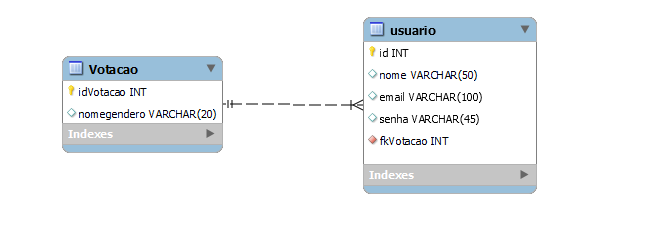 Votacao
idVotacao INT
nomegendero VARCHAR(20)
Indexes
usuario
id INT
nome VARCHAR(50)
email VARCHAR(100)
senha VARCHAR(45)
fkVotacao INT
Indexes